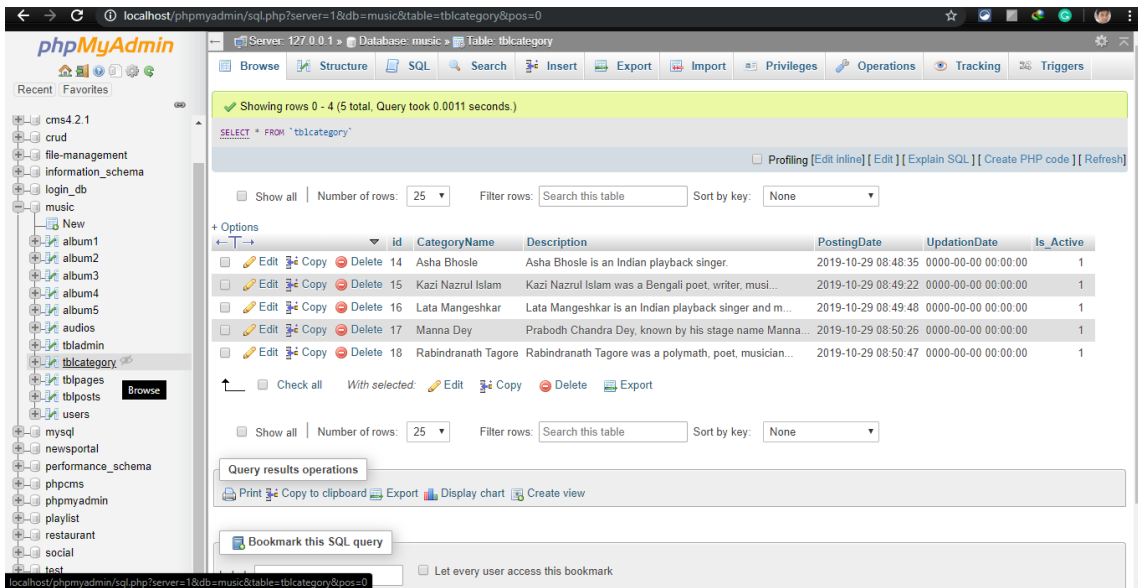 localhost/phpmyadmin/sql.php?server=1&db=music&table=tblcategory&pos=0
phpMyAdmin
Recent Favorites
cms4.2.1
crud
file-management
information_schema
login_db
music
New
album1
album2
album3
album4
album5
audios
tbladmin
tblcategory
tblpages
tblposts
users
Browse
mysql
newsportal
performance_schema
phpcms
phpmyadmin
playlist
restaurant
social
test
localhost/phpmyadmin/sql.php?server=1&db=music&table=tblcategory&pos=0
Server: 127.0.0.1 » Database: music » Table: tblcategory
Browse Structure SQL Search Insert Export Import Privileges Operations Tracking Triggers
Showing rows 0 - 4 (5 total, Query took 0.0011 seconds.)
SELECT * FROM `tblcategory`
Profiling [Edit inline] [ Edit ] [ Explain SQL ] [ Create PHP code ] [ Refresh]
Show all Number of rows: 25 Filter rows: Search this table Sort by key: None
+ Options
id CategoryName Description PostingDate UpdationDate Is_Active
Edit Copy Delete 14 Asha Bhosle Asha Bhosle is an Indian playback singer. 2019-10-29 08:48:35 0000-00-00 00:00:00 1
Edit Copy Delete 15 Kazi Nazrul Islam Kazi Nazrul Islam was a Bengali poet, writer, musi... 2019-10-29 08:49:22 0000-00-00 00:00:00 1
Edit Copy Delete 16 Lata Mangeshkar Lata Mangeshkar is an Indian playback singer and m... 2019-10-29 08:49:48 0000-00-00 00:00:00 1
Edit Copy Delete 17 Manna Dey Prabodh Chandra Dey, known by his stage name Manna... 2019-10-29 08:50:26 0000-00-00 00:00:00 1
Edit Copy Delete 18 Rabindranath Tagore Rabindranath Tagore was a polymath, poet, musician... 2019-10-29 08:50:47 0000-00-00 00:00:00 1
Check all With selected: Edit Copy Delete Export
Show all Number of rows: 25 Filter rows: Search this table Sort by key: None
Query results operations
Print Copy to clipboard Export Display chart Create view
Bookmark this SQL query
Let every user access this bookmark